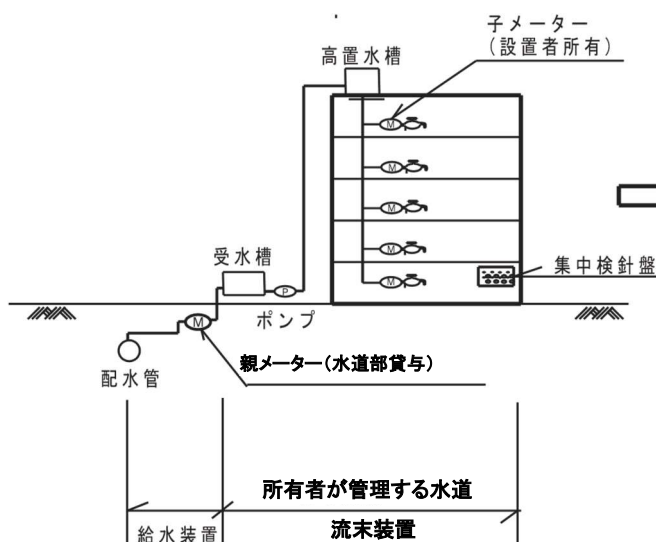 子メーター
(設置者所有)
高置水槽
M
M
M
M
M
受水槽
集中検針盤
P
ポンプ
M
親メーター(水道部貸与)
配水管
所有者が管理する水道
給水装置
流末装置